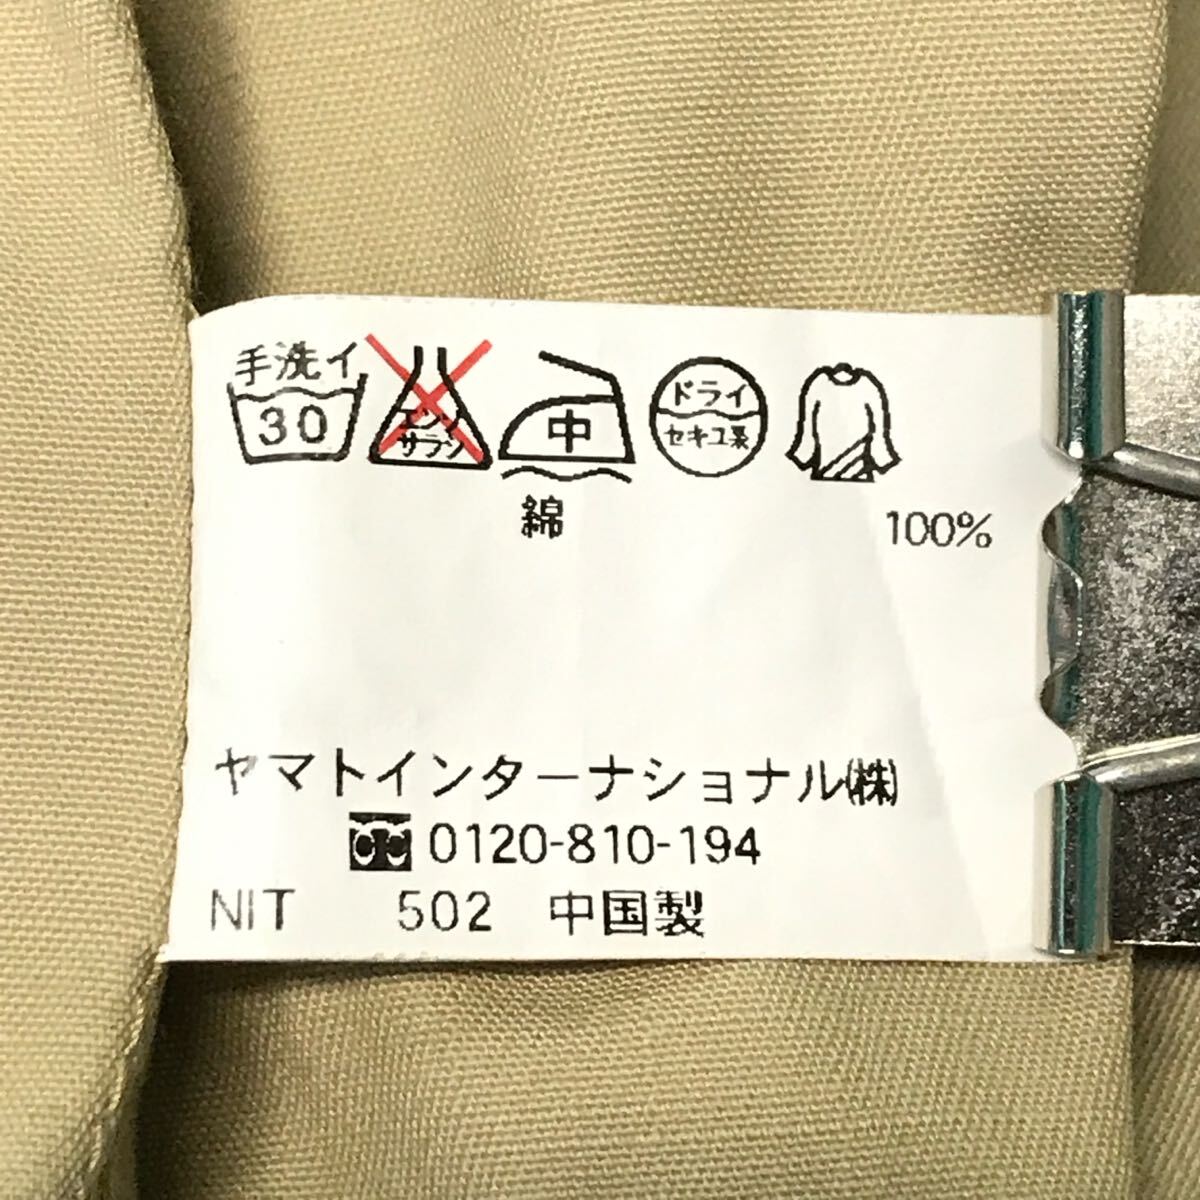 手洗イ
30
エンソ
サラシ
中
ドライ
セキユ系
綿 100%
ヤマトインターナショナル㈱
0120-810-194
NIT 502 中国製